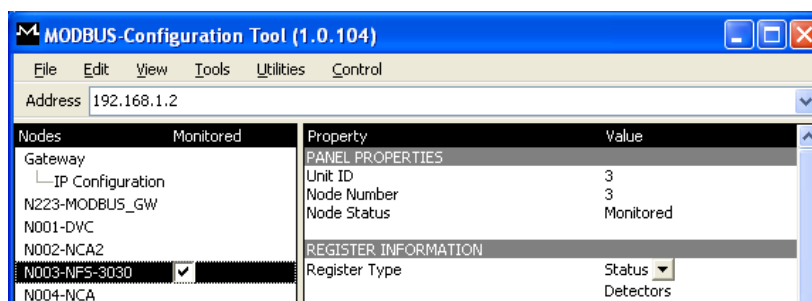 MODBUS-Configuration Tool (1.0.104)
File Edit View Tools Utilities Control
Address 192.168.1.2
Nodes Monitored
Gateway
IP Configuration
N223-MODBUS_GW
N001-DVC
N002-NCA2
N003-NFS-3030
N004-NCA
Property Value
PANEL PROPERTIES
Unit ID 3
Node Number 3
Node Status Monitored
REGISTER INFORMATION
Register Type Status
Detectors